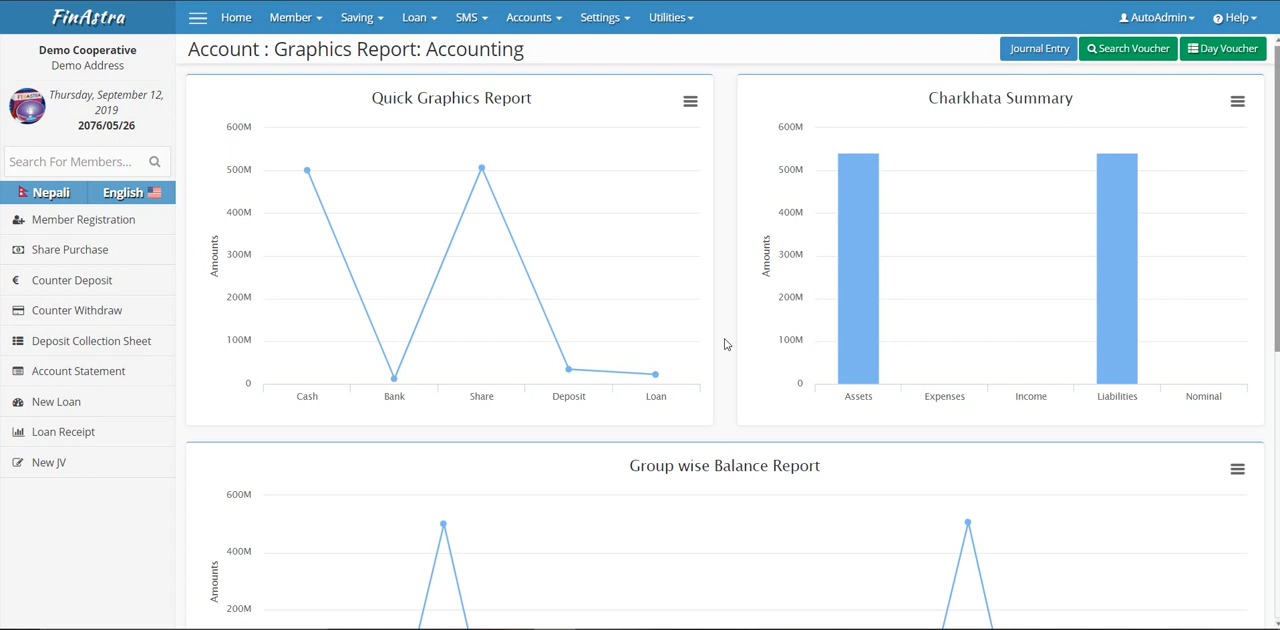 FinAstra
Home
Member
Saving
Loan
SMS
Accounts
Settings
Utilities
AutoAdmin
Help
Demo Cooperative
Demo Address
Thursday, September 12,
2019
2076/05/26
Search For Members...
Nepali
English
Member Registration
Share Purchase
Counter Deposit
Counter Withdraw
Deposit Collection Sheet
Account Statement
New Loan
Loan Receipt
New JV
Account : Graphics Report: Accounting
Journal Entry
Search Voucher
Day Voucher
Quick Graphics Report
600M
500M
400M
300M
200M
100M
0
Amounts
Cash
Bank
Share
Deposit
Loan
Charkhata Summary
600M
500M
400M
300M
200M
100M
0
Amounts
Assets
Expenses
Income
Liabilities
Nominal
Group wise Balance Report
600M
400M
200M
Amounts